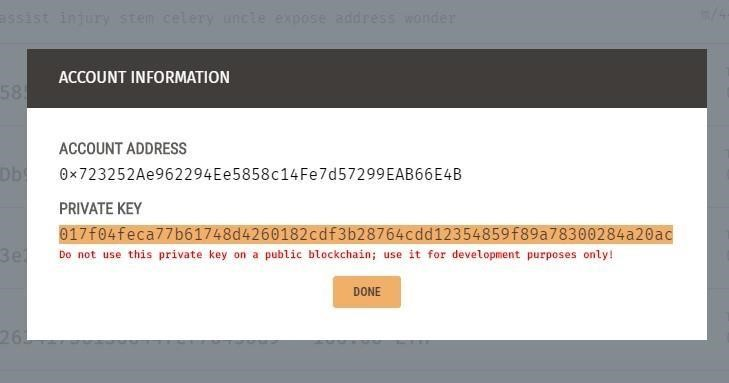 assist injury stem celery uncle expose address wonder
ACCOUNT INFORMATION
ACCOUNT ADDRESS
0×723252Ae962294Ee5858c14Fe7d57299EAB66E4B
PRIVATE KEY
017f04feca77b61748d4260182cdf3b28764cdd12354859f89a78300284a20ac
Do not use this private key on a public blockchain; use it for development purposes only!
DONE